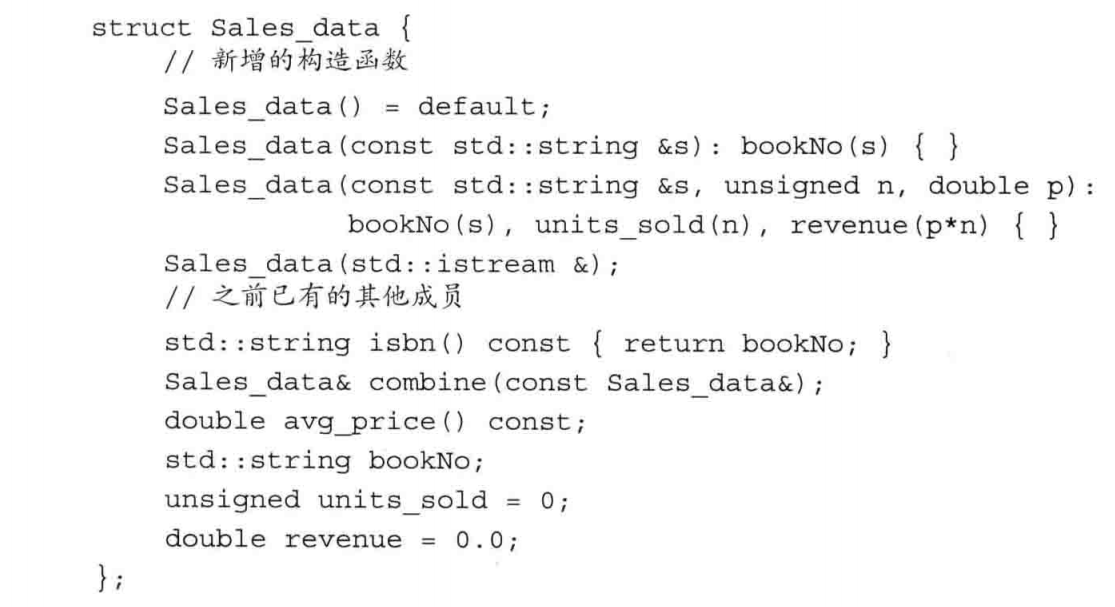 struct Sales_data {
// 新增的构造函数
Sales_data() = default;
Sales_data(const std::string &s): bookNo(s) { }
Sales_data(const std::string &s, unsigned n, double p):
bookNo(s), units_sold(n), revenue(p*n) { }
Sales_data(std::istream &);
// 之前已有的其他成员
std::string isbn() const { return bookNo; }
Sales_data& combine(const Sales_data&);
double avg_price() const;
std::string bookNo;
unsigned units_sold = 0;
double revenue = 0.0;
};